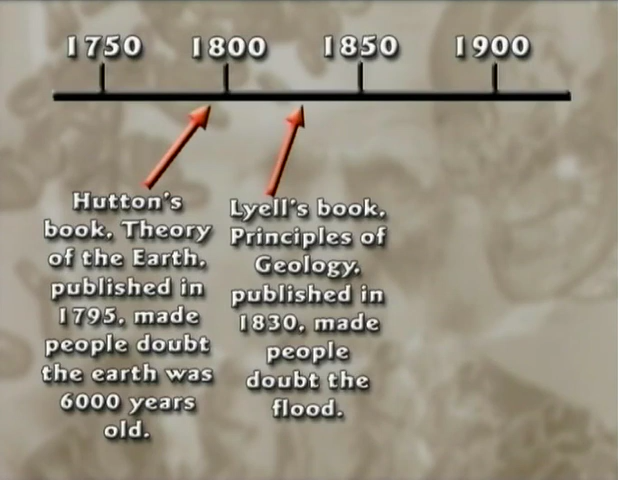 1750 1800 1850 1900
Hutton's
book, Theory
of the Earth,
published in
1795, made
people doubt
the earth was
6000 years
old.
Lyell's book,
Principles of
Geology,
published in
1830, made
people
doubt the
flood.